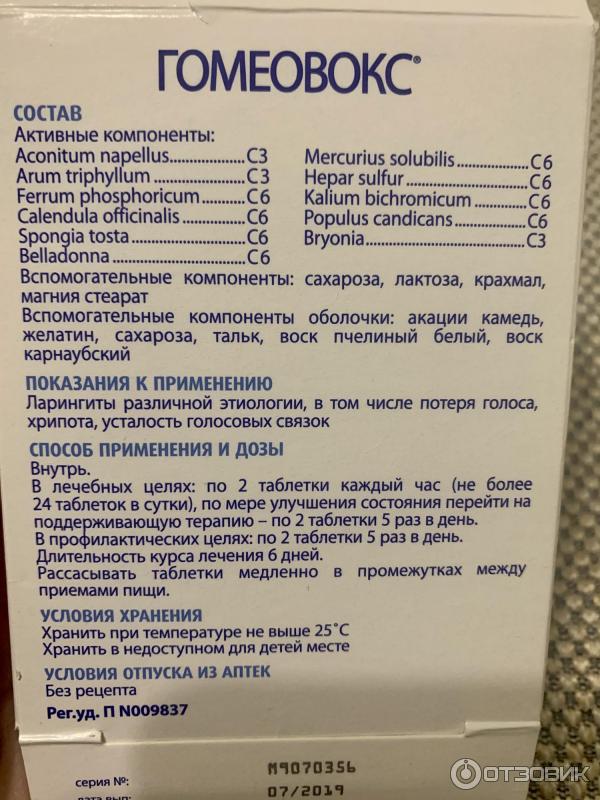 ГОМЕОВОКС®
СОСТАВ
Активные компоненты:
Aconitum napellus....................C3
Arum triphyllum.......................C3
Ferrum phosphoricum............C6
Calendula officinalis................C6
Spongia tosta............................C6
Belladonna................................C6
Mercurius solubilis....................C6
Hepar sulfur..............................C6
Kalium bichromicum................C6
Populus candicans....................C6
Bryonia......................................C3
Вспомогательные компоненты: сахароза, лактоза, крахмал,
магния стеарат
Вспомогательные компоненты оболочки: акации камедь,
желатин, сахароза, тальк, воск пчелиный белый, воск
карнаубский
ПОКАЗАНИЯ К ПРИМЕНЕНИЮ
Ларингиты различной этиологии, в том числе потеря голоса,
хрипота, усталость голосовых связок
СПОСОБ ПРИМЕНЕНИЯ И ДОЗЫ
Внутрь.
В лечебных целях: по 2 таблетки каждый час (не более
24 таблеток в сутки), по мере улучшения состояния перейти на
поддерживающую терапию – по 2 таблетки 5 раз в день.
В профилактических целях: по 2 таблетки 5 раз в день.
Длительность курса лечения 6 дней.
Рассасывать таблетки медленно в промежутках между
приемами пищи.
УСЛОВИЯ ХРАНЕНИЯ
Хранить при температуре не выше 25˚C
Хранить в недоступном для детей месте
УСЛОВИЯ ОТПУСКА ИЗ АПТЕК
Без рецепта
Рег.уд. П N009837
серия №: M9070356
дата вып: 07/2019
ОТЗОВИК